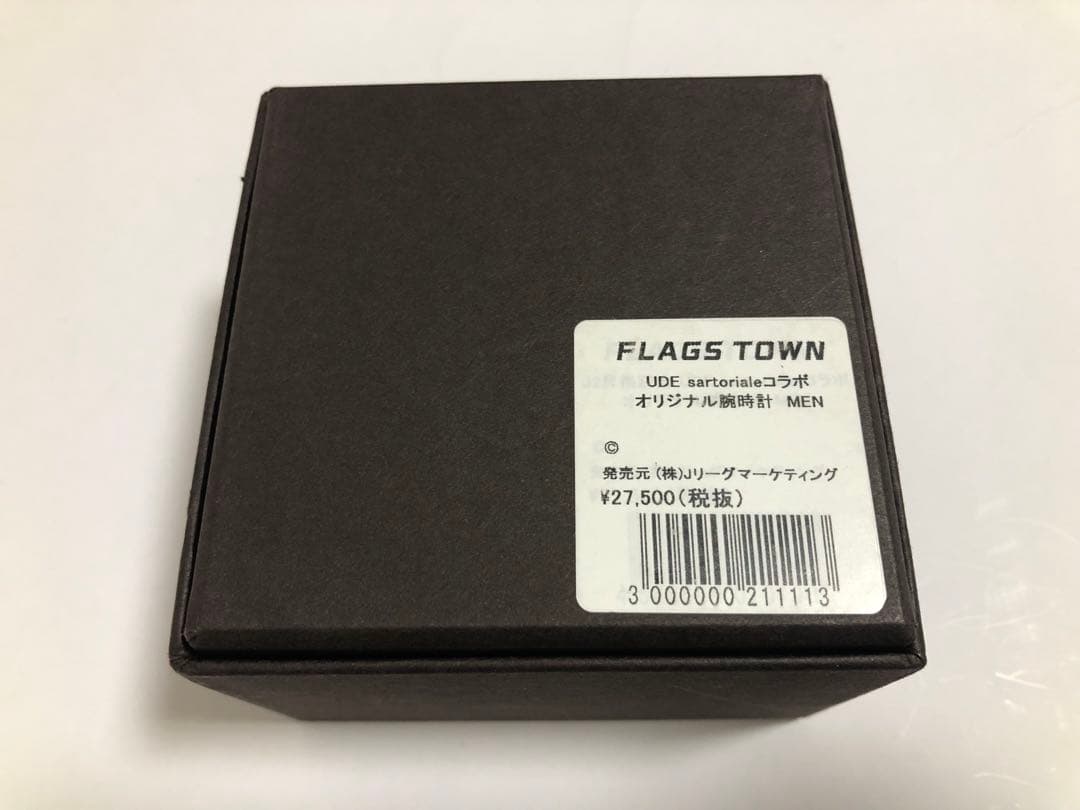 FLAGS TOWN
UDE sartorialeコラボ
オリジナル腕時計 MEN
©
発売元 (株)Jリーグマーケティング
¥27,500(税抜)
3 000000 211113